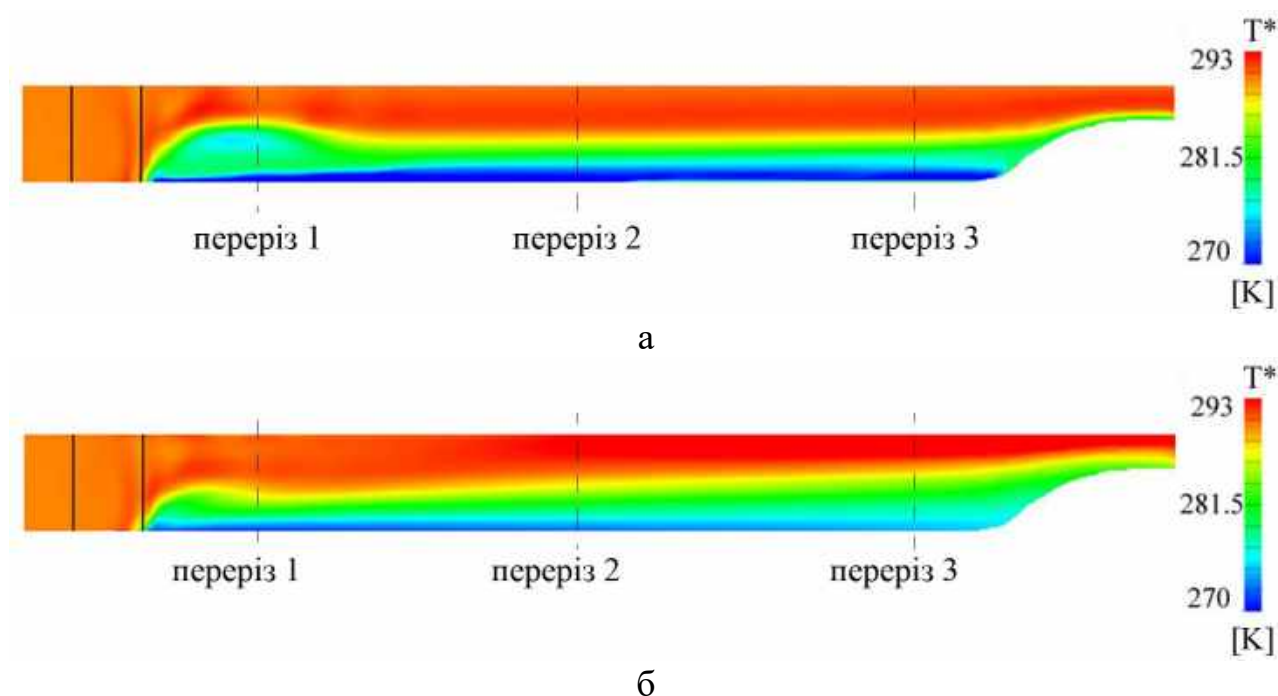 T*
293
281.5
270
[K]
переріз 1 переріз 2 переріз 3
а
T*
293
281.5
270
[K]
переріз 1 переріз 2 переріз 3
б